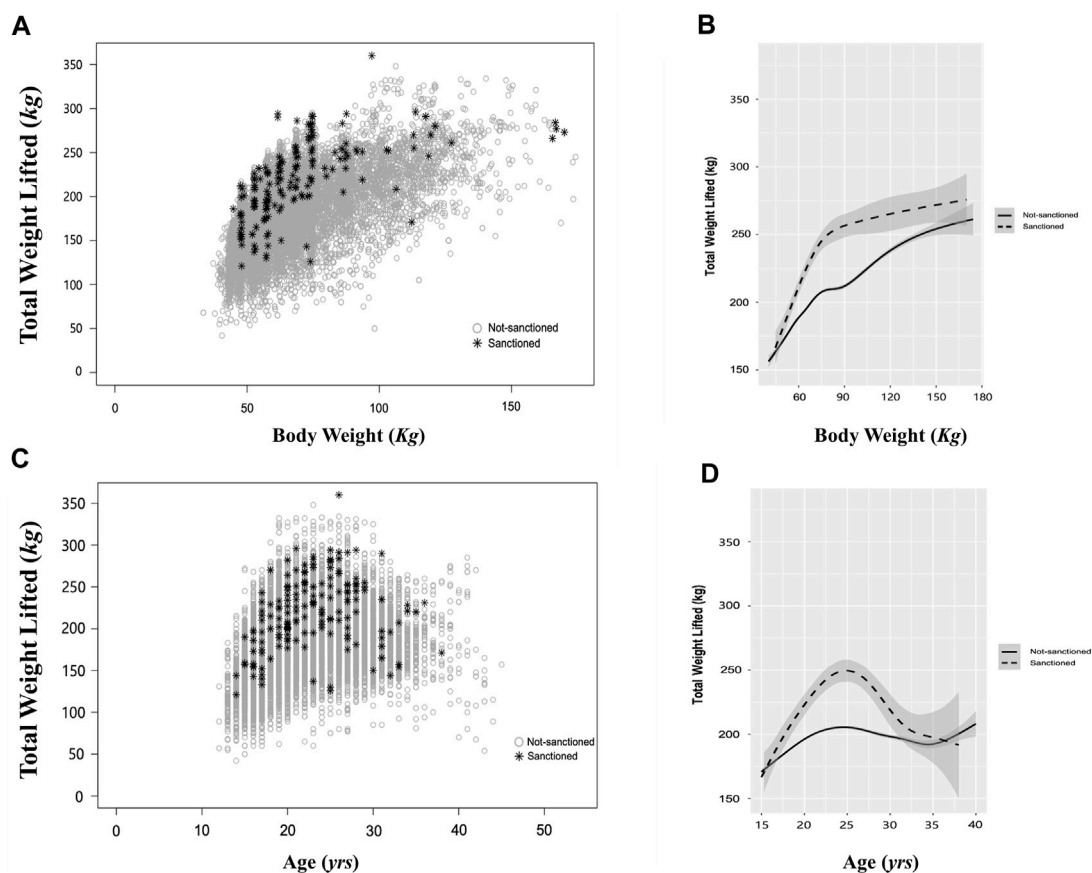 A
Total Weight Lifted (kg)
350
300
250
200
150
100
50
0
Not-sanctioned
Sanctioned
0 50 100 150
Body Weight (Kg)
B
Total Weight Lifted (kg)
350
300
250
200
150
Not-sanctioned
Sanctioned
60 90 120 150 180
Body Weight (Kg)
C
Total Weight Lifted (kg)
350
300
250
200
150
100
50
0
Not-sanctioned
Sanctioned
0 10 20 30 40 50
Age (yrs)
D
Total Weight Lifted (kg)
350
300
250
200
150
Not-sanctioned
Sanctioned
15 20 25 30 35 40
Age (yrs)